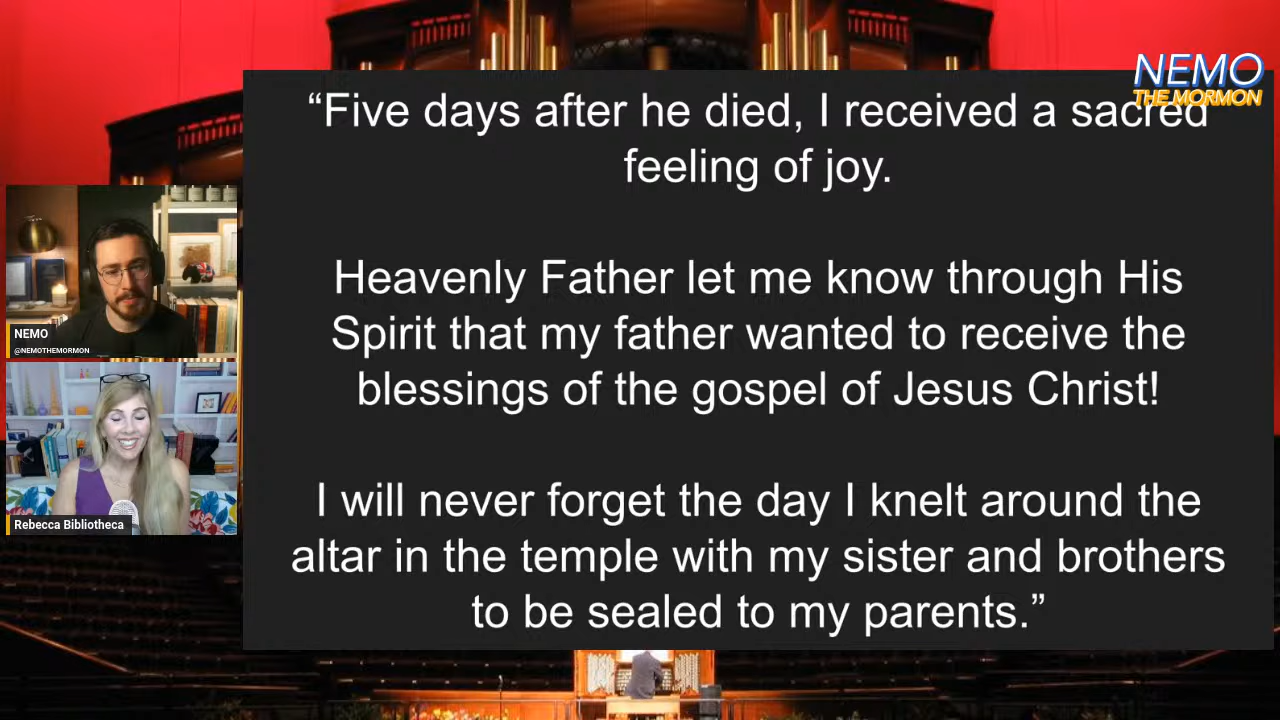 NEMO
THE MORMON
“Five days after he died, I received a sacred
feeling of joy.
Heavenly Father let me know through His
Spirit that my father wanted to receive the
blessings of the gospel of Jesus Christ!
I will never forget the day I knelt around the
altar in the temple with my sister and brothers
to be sealed to my parents.”
NEMO
@NEMOTHEMORMON
Rebecca Bibliotheca